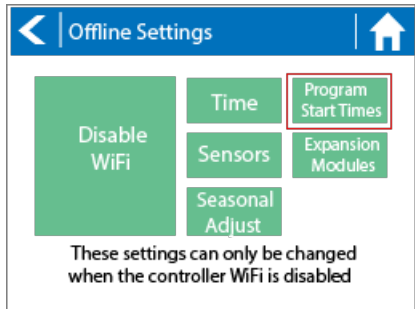 Offline Settings
Disable
WiFi
Time
Program
Start Times
Sensors
Expansion
Modules
Seasonal
Adjust
These settings can only be changed
when the controller WiFi is disabled